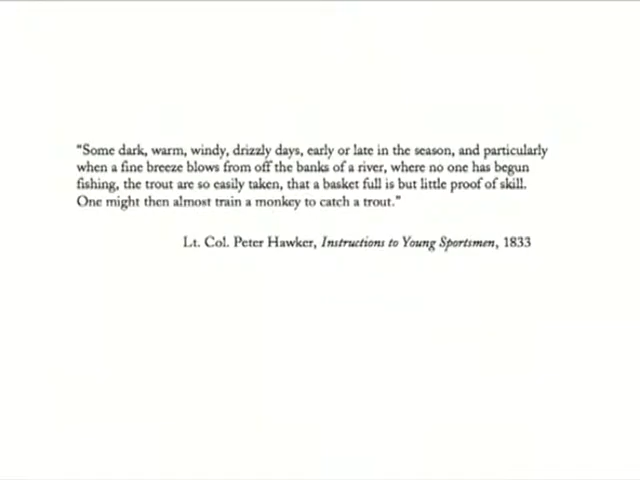 "Some dark, warm, windy, drizzly days, early or late in the season, and particularly
when a fine breeze blows from off the banks of a river, where no one has begun
fishing, the trout are so easily taken, that a basket full is but little proof of skill.
One might then almost train a monkey to catch a trout."
Lt. Col. Peter Hawker, Instructions to Young Sportsmen, 1833